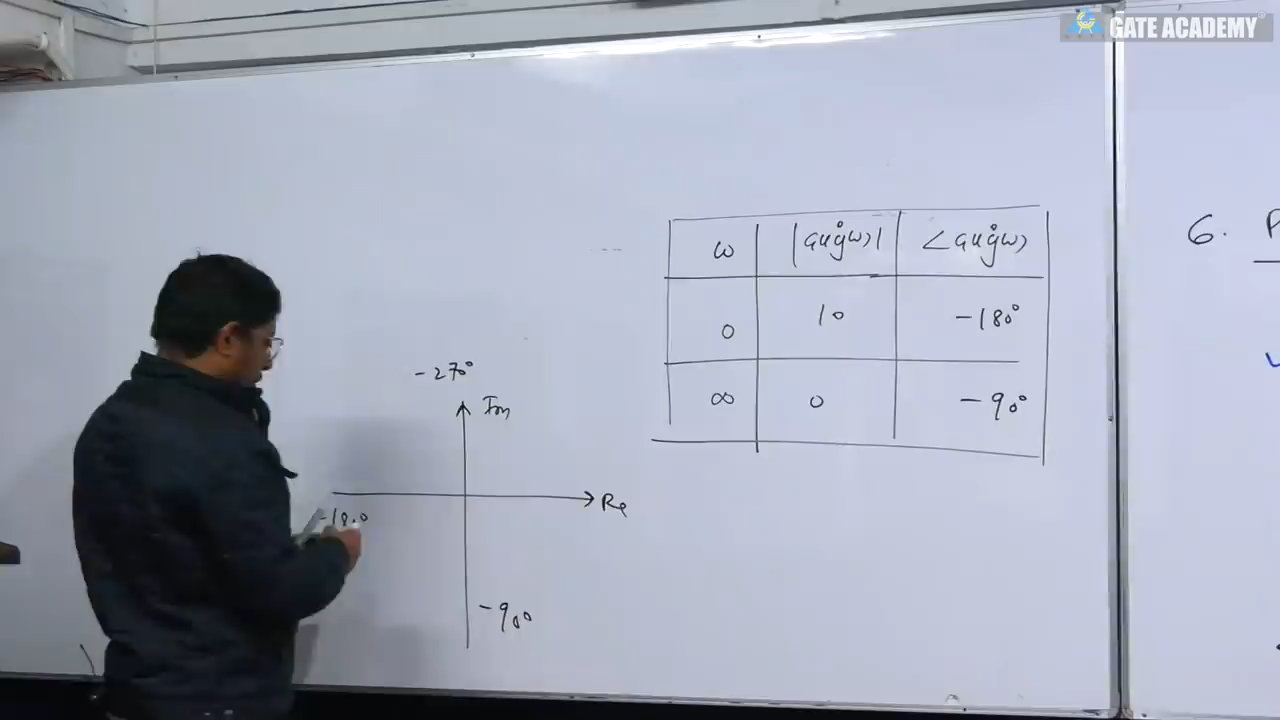 GATE ACADEMY
ω |G(jω)| ∠G(jω)
0 10 -180°
∞ 0 -90°
6. P
-270°
Im
Re
-180
-90°